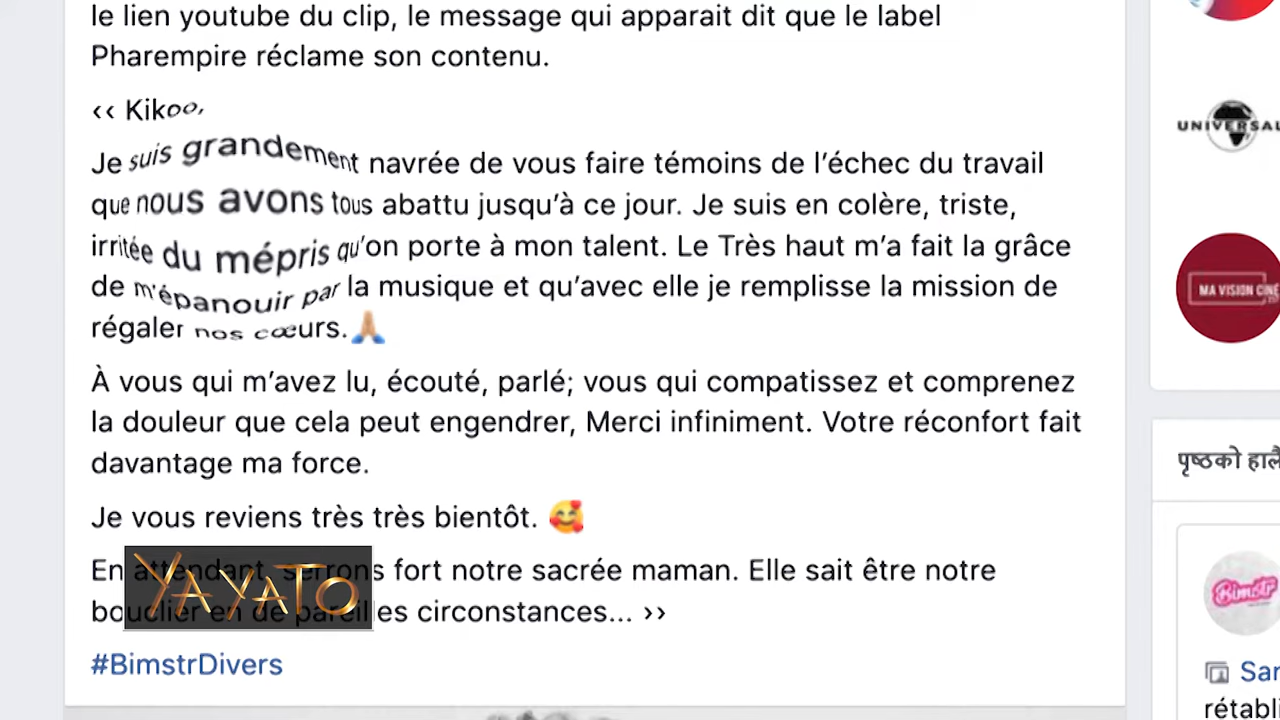 le lien youtube du clip, le message qui apparait dit que le label
Pharempire réclame son contenu.
‹‹ Kikoo,
Je suis grandement navrée de vous faire témoins de l’échec du travail
que nous avons tous abattu jusqu’à ce jour. Je suis en colère, triste,
irritée du mépris qu’on porte à mon talent. Le Très haut m’a fait la grâce
de m’épanouir par la musique et qu’avec elle je remplisse la mission de
régaler nos cœurs.🙏🏽
À vous qui m’avez lu, écouté, parlé; vous qui compatissez et comprenez
la douleur que cela peut engendrer, Merci infiniment. Votre réconfort fait
davantage ma force.
Je vous reviens très très bientôt. 🥰
En attendant, serrons fort notre sacrée maman. Elle sait être notre
bouclier en de pareilles circonstances... ››
YAYATO
#BimstrDivers
UNIVERSAL
MA VISION CINÉ
पृष्ठको हालै
Bimstr
Sar
rétabli